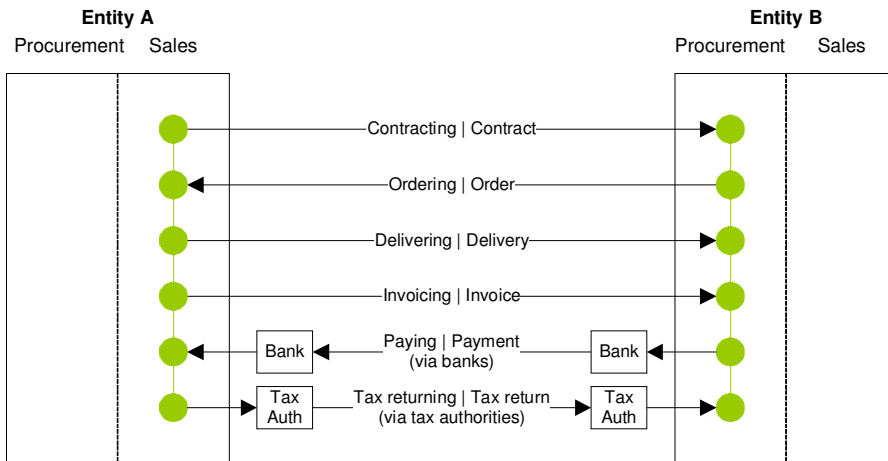 Entity A
Entity B
Procurement Sales
Procurement Sales
Contracting | Contract
Ordering | Order
Delivering | Delivery
Invoicing | Invoice
Bank
Paying | Payment
(via banks)
Bank
Tax
Auth
Tax returning | Tax return
(via tax authorities)
Tax
Auth